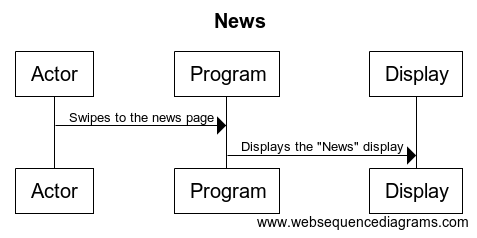 News
Actor Program Display
Swipes to the news page
Displays the "News" display
Actor Program Display
www.websequencediagrams.com